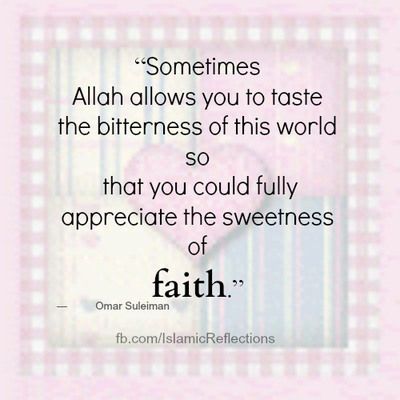 “Sometimes
Allah allows you to taste
the bitterness of this world
so
that you could fully
appreciate the sweetness
of
faith.”
— Omar Suleiman
fb.com/IslamicReflections